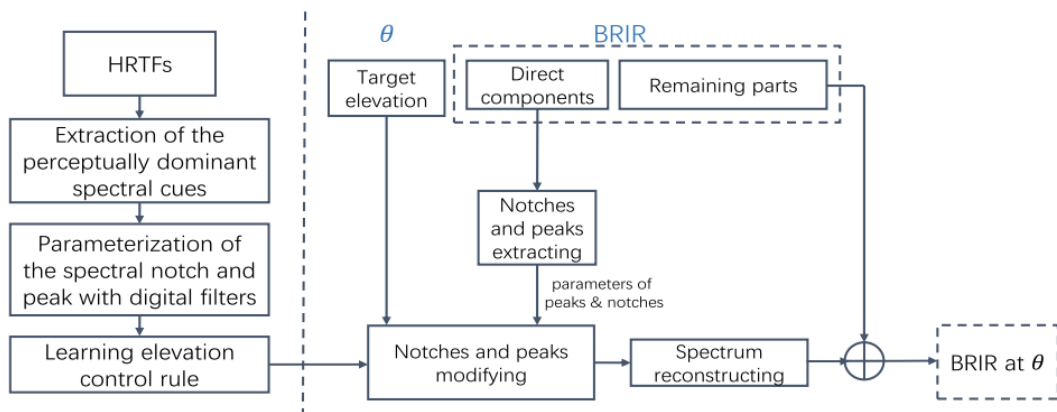 HRTFs
Extraction of the
perceptually dominant
spectral cues
Parameterization of
the spectral notch and
peak with digital filters
Learning elevation
control rule
θ
BRIR
Target
elevation
Direct
components
Remaining parts
Notches
and peaks
extracting
parameters of
peaks & notches
Notches and peaks
modifying
Spectrum
reconstructing
BRIR at θ